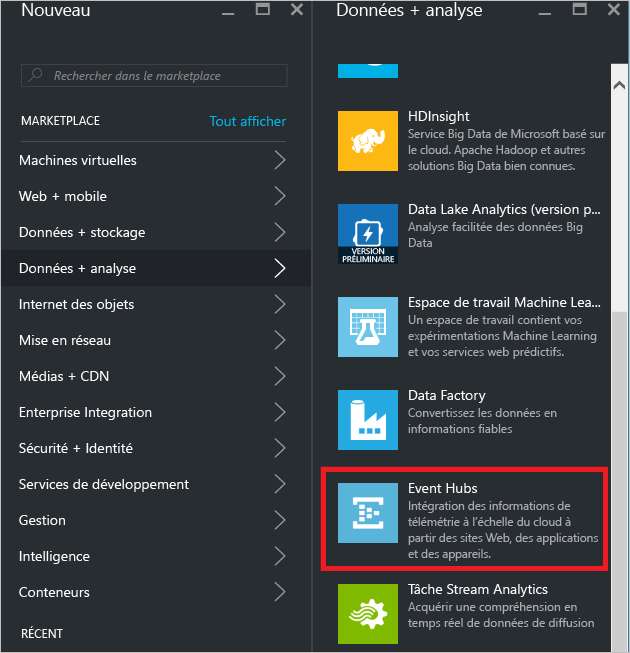 Nouveau
Rechercher dans le marketplace
MARKETPLACE
Tout afficher
Machines virtuelles
Web + mobile
Données + stockage
Données + analyse
Internet des objets
Mise en réseau
Médias + CDN
Enterprise Integration
Sécurité + Identité
Services de développement
Gestion
Intelligence
Conteneurs
RÉCENT
Données + analyse
HDInsight
Service Big Data de Microsoft basé sur
le cloud. Apache Hadoop et autres
solutions Big Data bien connues.
VERSION
PRÉLIMINAIRE
Data Lake Analytics (version p...
Analyse facilitée des données Big
Data
Espace de travail Machine Lea...
Un espace de travail contient vos
expérimentations Machine Learning
et vos services web prédictifs.
Data Factory
Convertissez les données en
informations fiables
Event Hubs
Intégration des informations de
télémétrie à l'échelle du cloud à
partir des sites Web, des applications
et des appareils.
Tâche Stream Analytics
Acquérir une compréhension en
temps réel de données de diffusion